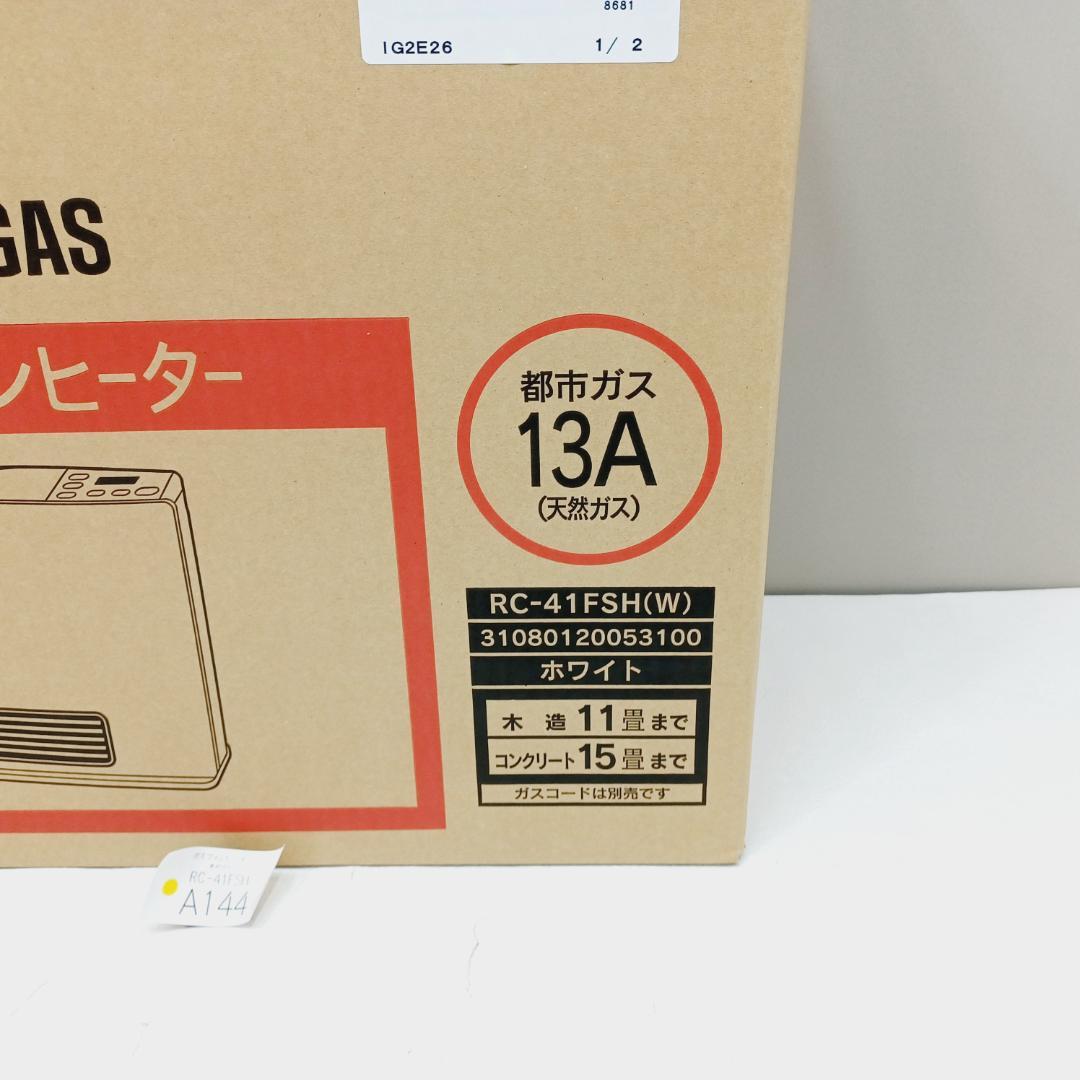 8681
IG2E26 1/ 2
GAS
ンヒーター
都市ガス
13A
(天然ガス)
RC-41FSH(W)
31080120053100
ホワイト
木 造 11畳まで
コンクリート15畳まで
ガスコードは別売です
RC-41FSH
A144